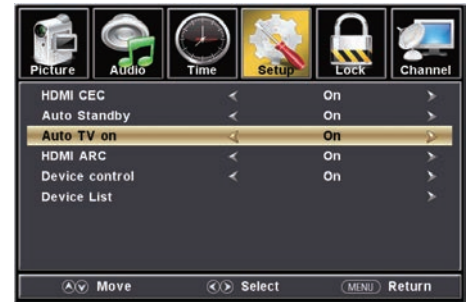 Picture Audio Time Setup Lock Channel
HDMI CEC On
Auto Standby On
Auto TV on On
HDMI ARC On
Device control On
Device List
Move Select MENU Return